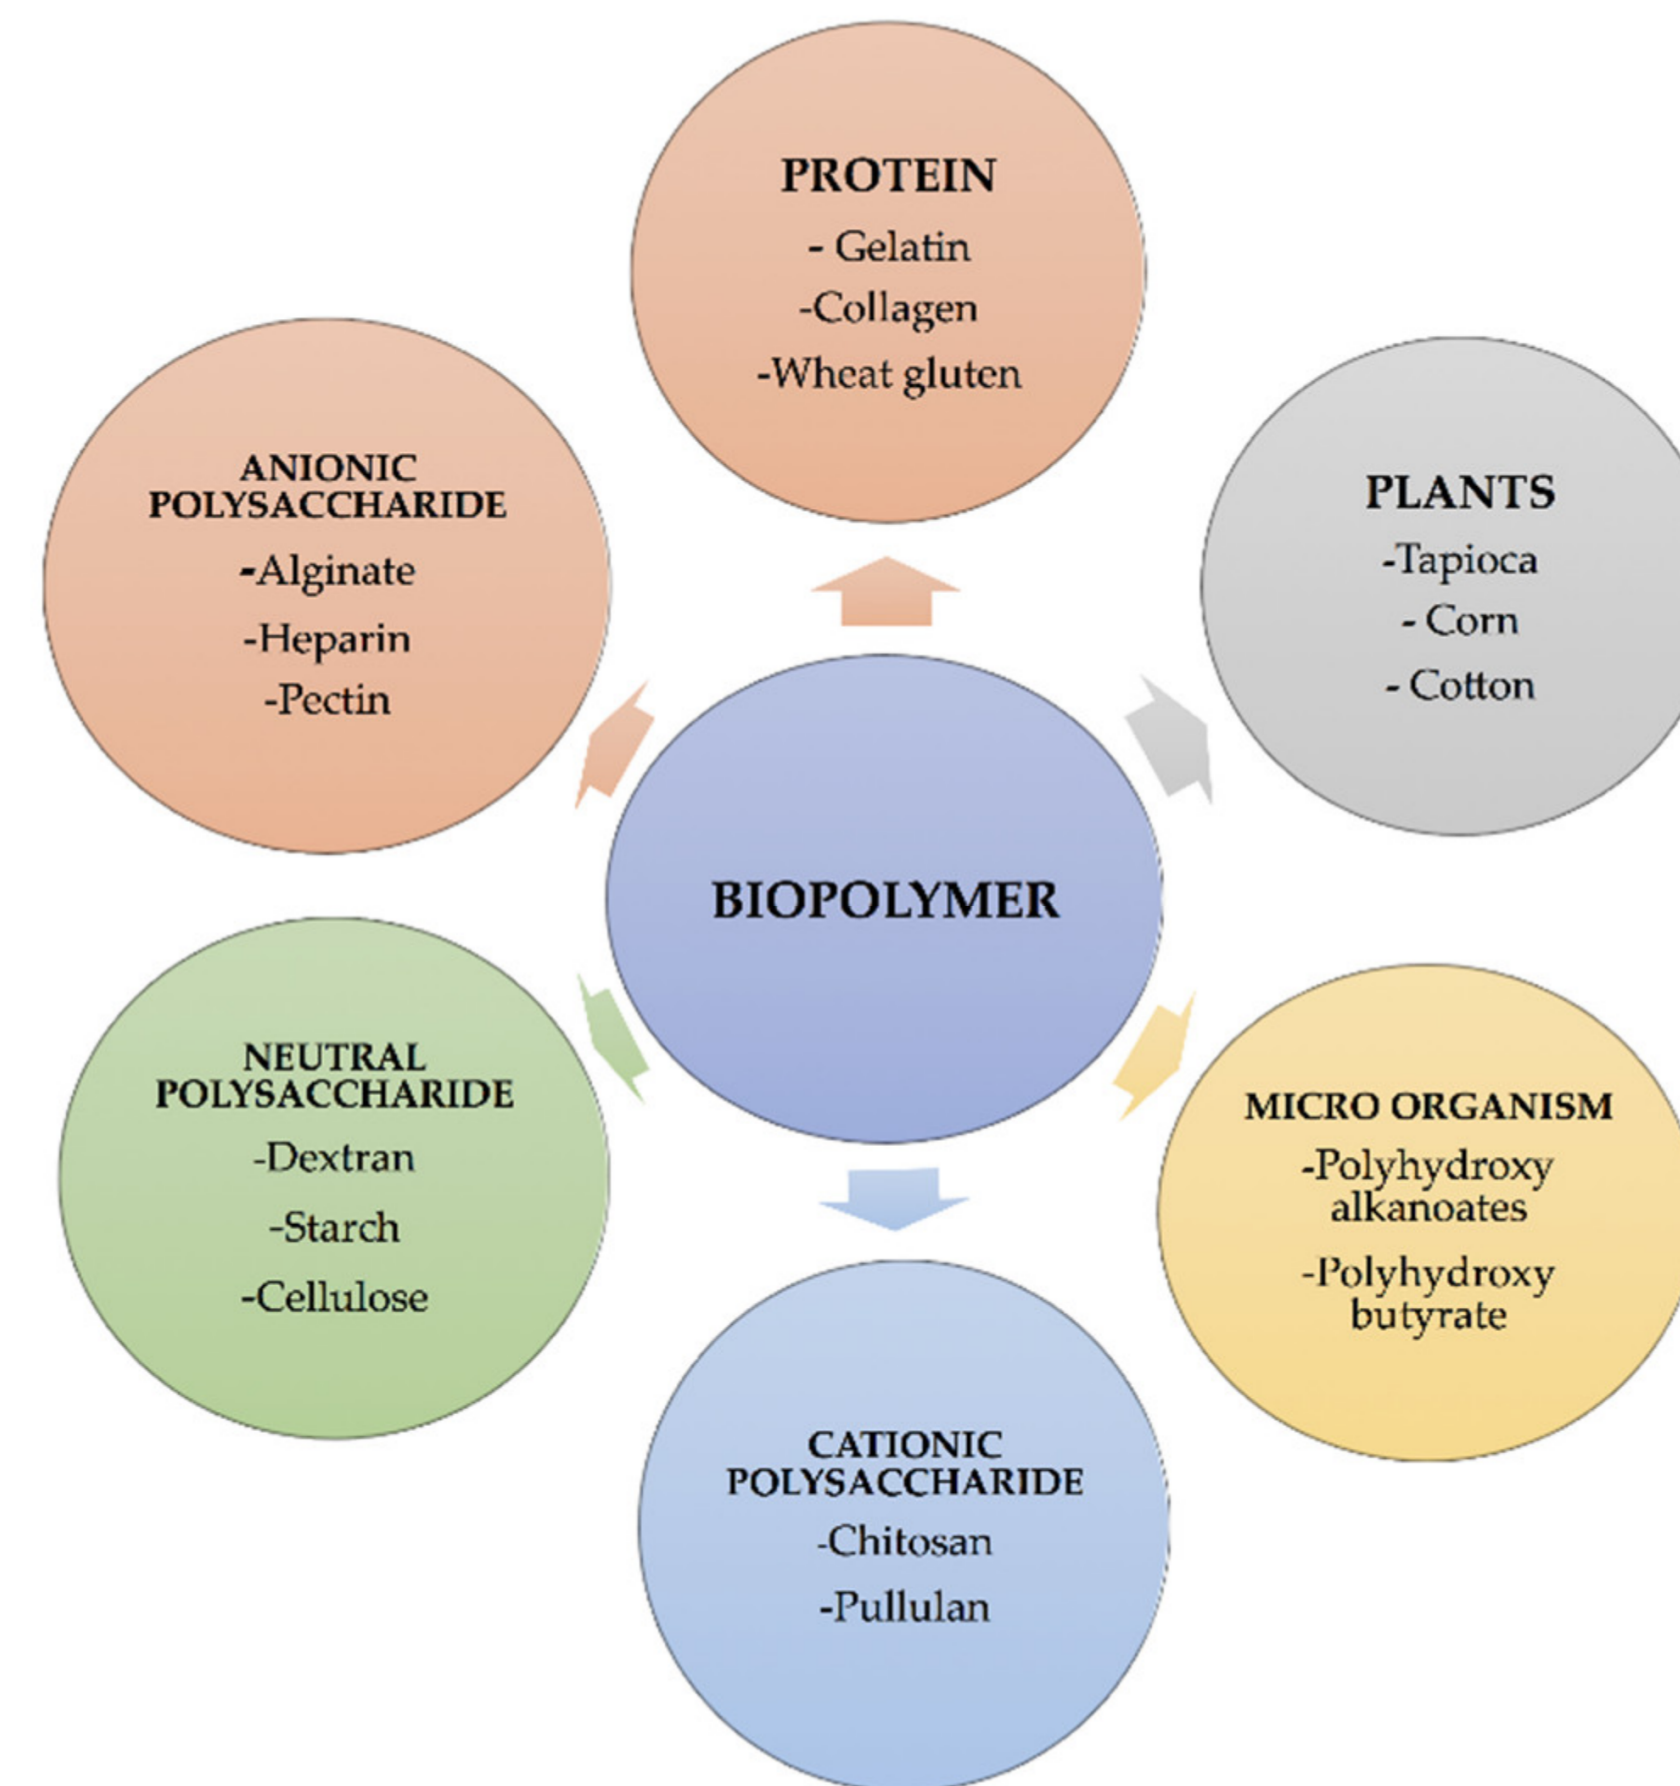 PROTEIN
- Gelatin
-Collagen
-Wheat gluten
ANIONIC
POLYSACCHARIDE
-Alginate
-Heparin
-Pectin
PLANTS
-Tapioca
- Corn
- Cotton
BIOPOLYMER
NEUTRAL
POLYSACCHARIDE
-Dextran
-Starch
-Cellulose
MICRO ORGANISM
-Polyhydroxy
alkanoates
-Polyhydroxy
butyrate
CATIONIC
POLYSACCHARIDE
-Chitosan
-Pullulan